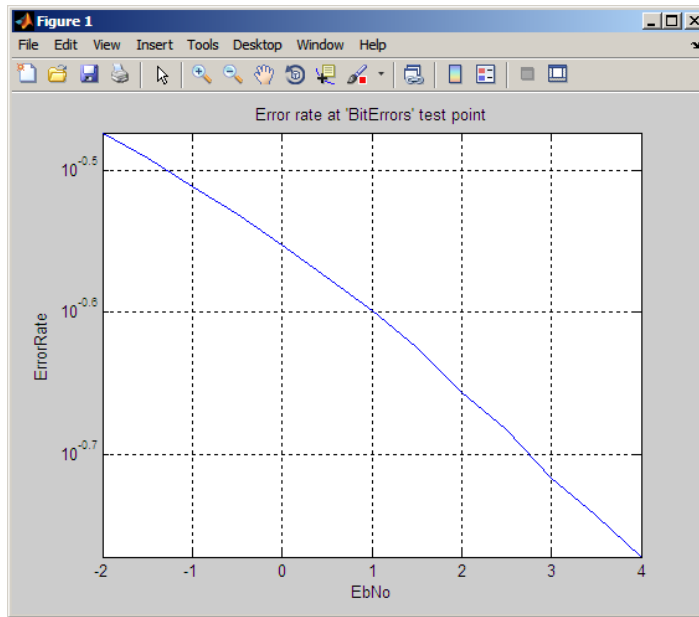 Figure 1
File Edit View Insert Tools Desktop Window Help
Error rate at 'BitErrors' test point
10^-0.5
10^-0.6
10^-0.7
ErrorRate
-2 -1 0 1 2 3 4
EbNo